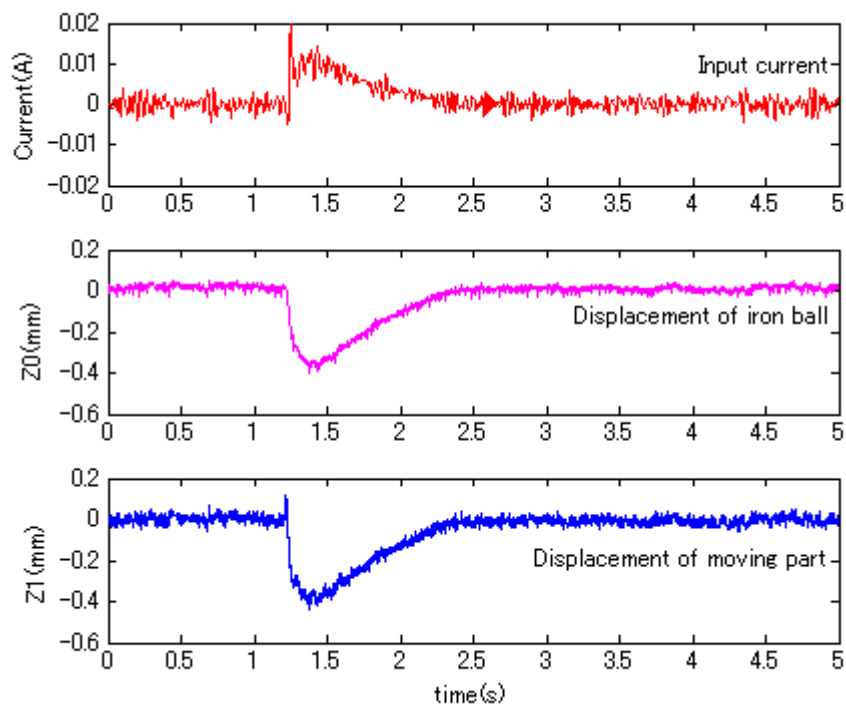 0.02
0.01
0
−0.01
−0.02
Current(A)
Input current
0 0.5 1 1.5 2 2.5 3 3.5 4 4.5 5
0.2
0
−0.2
−0.4
−0.6
Z0(mm)
Displacement of iron ball
0 0.5 1 1.5 2 2.5 3 3.5 4 4.5 5
0.2
0
−0.2
−0.4
−0.6
Z1(mm)
Displacement of moving part
0 0.5 1 1.5 2 2.5 3 3.5 4 4.5 5
time(s)